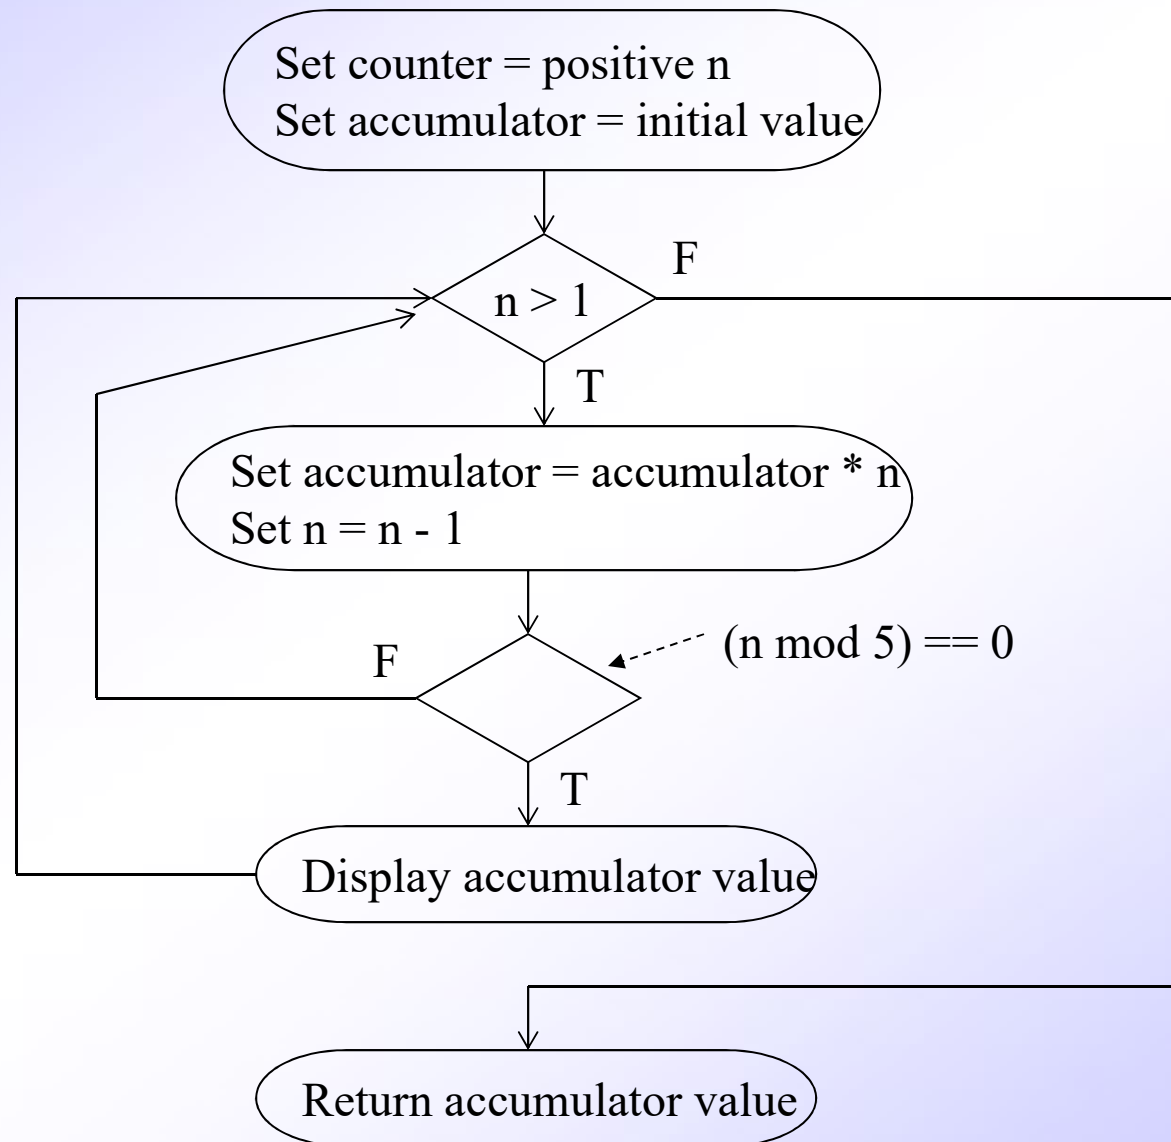 Set counter = positive n
Set accumulator = initial value
F
n > 1
T
Set accumulator = accumulator * n
Set n = n - 1
(n mod 5) == 0
F
T
Display accumulator value
Return accumulator value